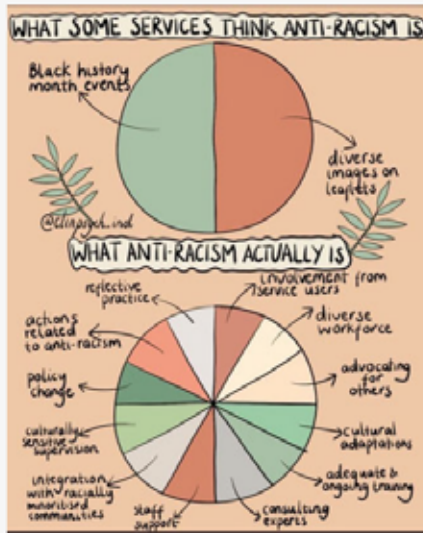 WHAT SOME SERVICES THINK ANTI-RACISM IS
Black history
month events
diverse
images on
leaflets
@clinpsych_ind
WHAT ANTI-RACISM ACTUALLY IS
reflective
practice
involvement from
service users
actions
related
to anti-racism
diverse
workforce
policy
change
advocating
for
others
culturally
sensitive
supervision
cultural
adaptations
integration
with racially
minoritised
communities
adequate &
ongoing training
staff
support
consulting
experts